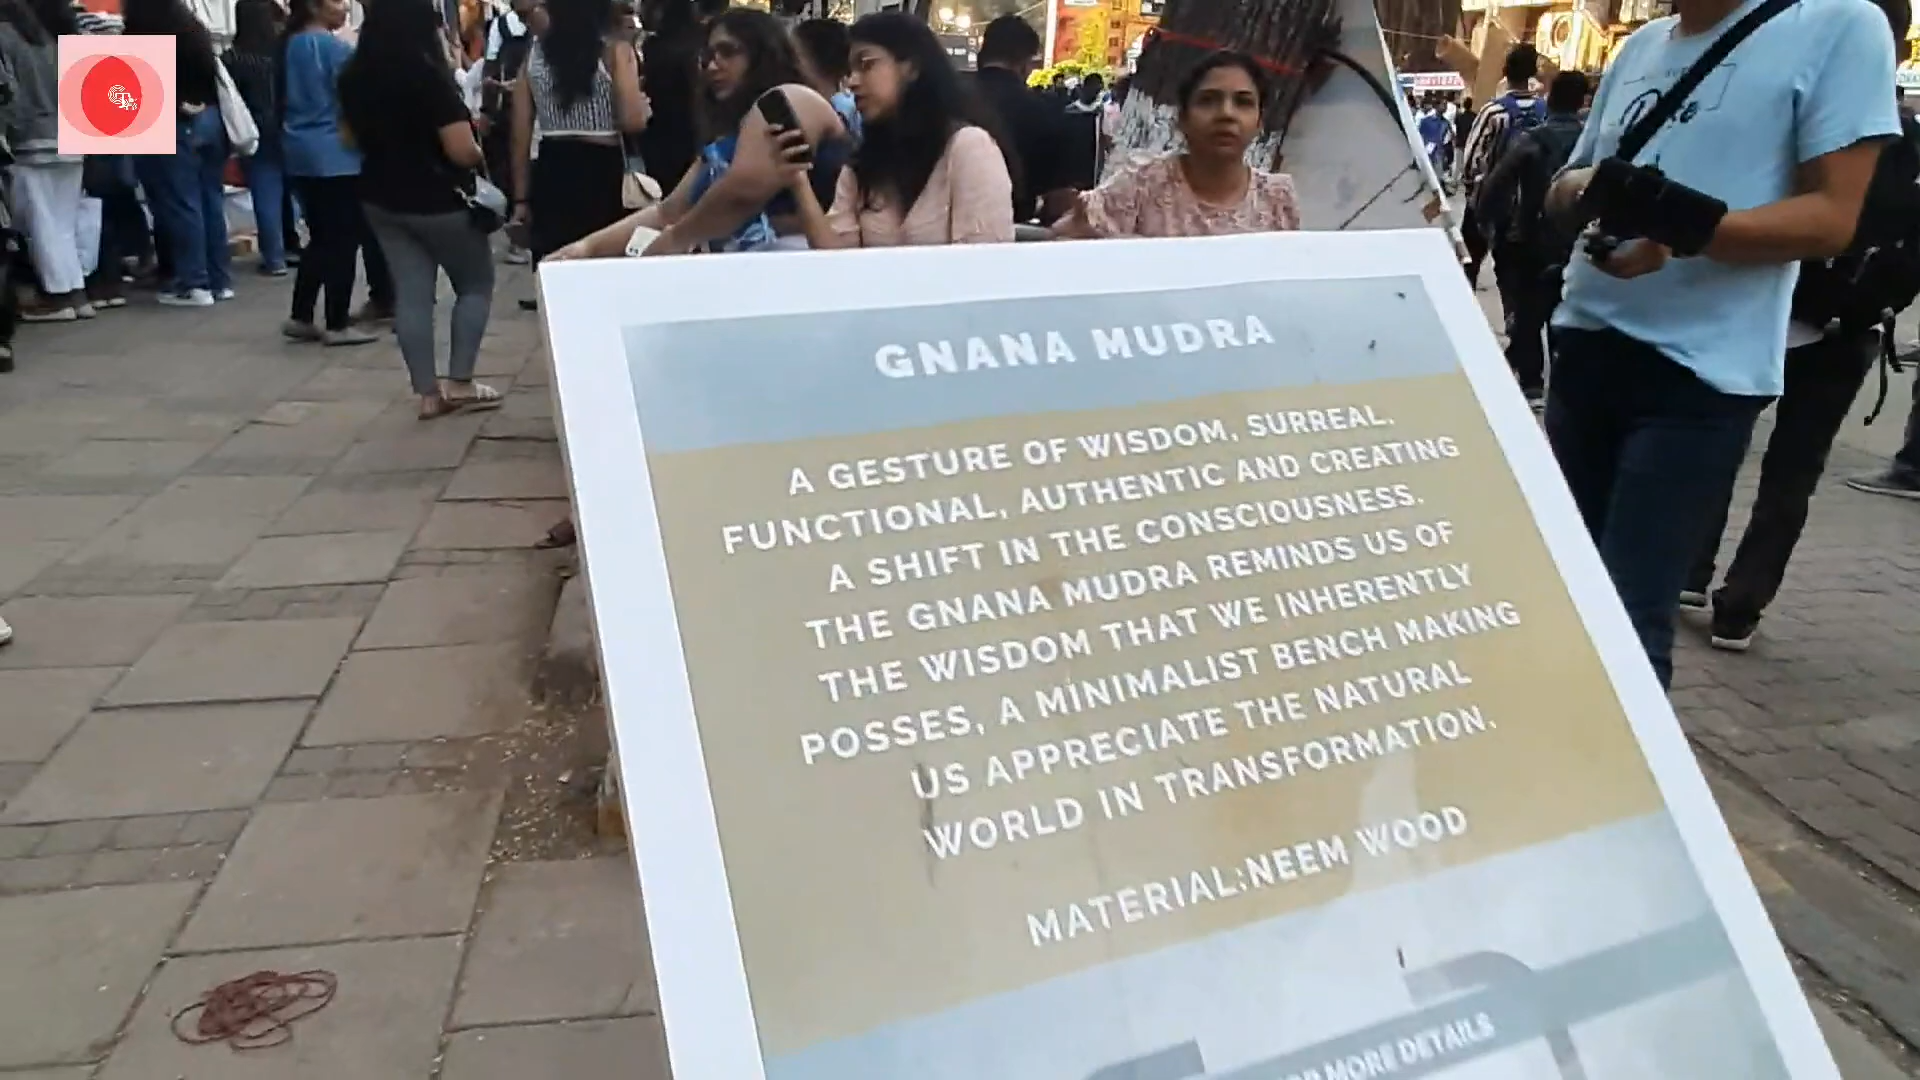 GNANA MUDRA
A GESTURE OF WISDOM, SURREAL,
FUNCTIONAL, AUTHENTIC AND CREATING
A SHIFT IN THE CONSCIOUSNESS.
THE GNANA MUDRA REMINDS US OF
THE WISDOM THAT WE INHERENTLY
POSSES, A MINIMALIST BENCH MAKING
US APPRECIATE THE NATURAL
WORLD IN TRANSFORMATION.
MATERIAL:NEEM WOOD
MORE DETAILS